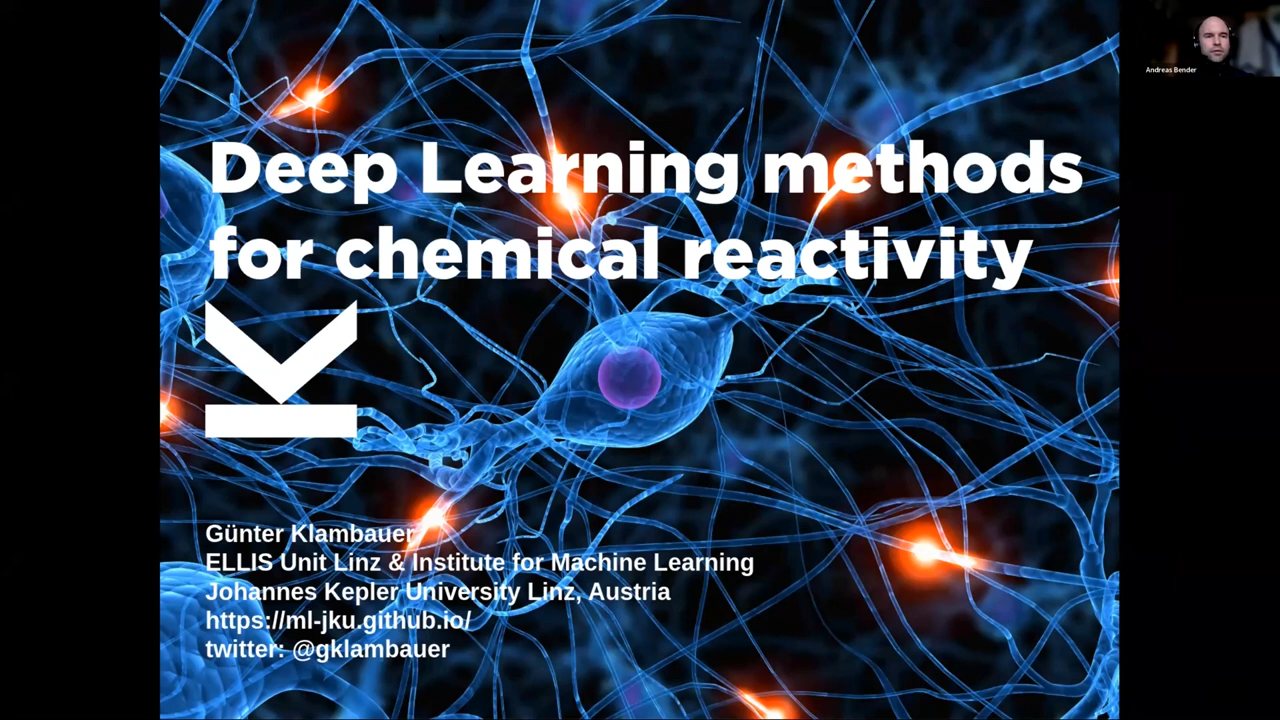 Andreas Bender
Deep Learning methods
for chemical reactivity
Günter Klambauer
ELLIS Unit Linz & Institute for Machine Learning
Johannes Kepler University Linz, Austria
https://ml-jku.github.io/
twitter: @gklambauer